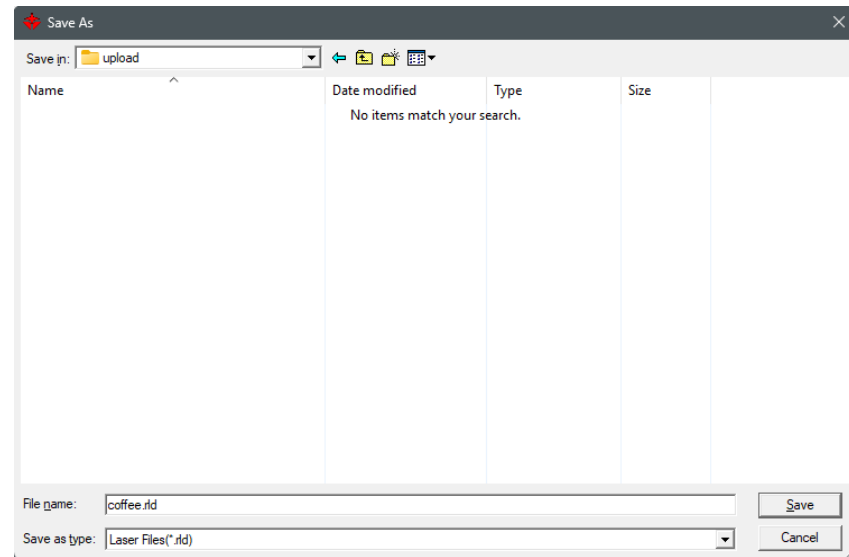 Save As
Save in: upload
Name Date modified Type Size
No items match your search.
File name: coffee.rld Save
Save as type: Laser Files(*.rld) Cancel